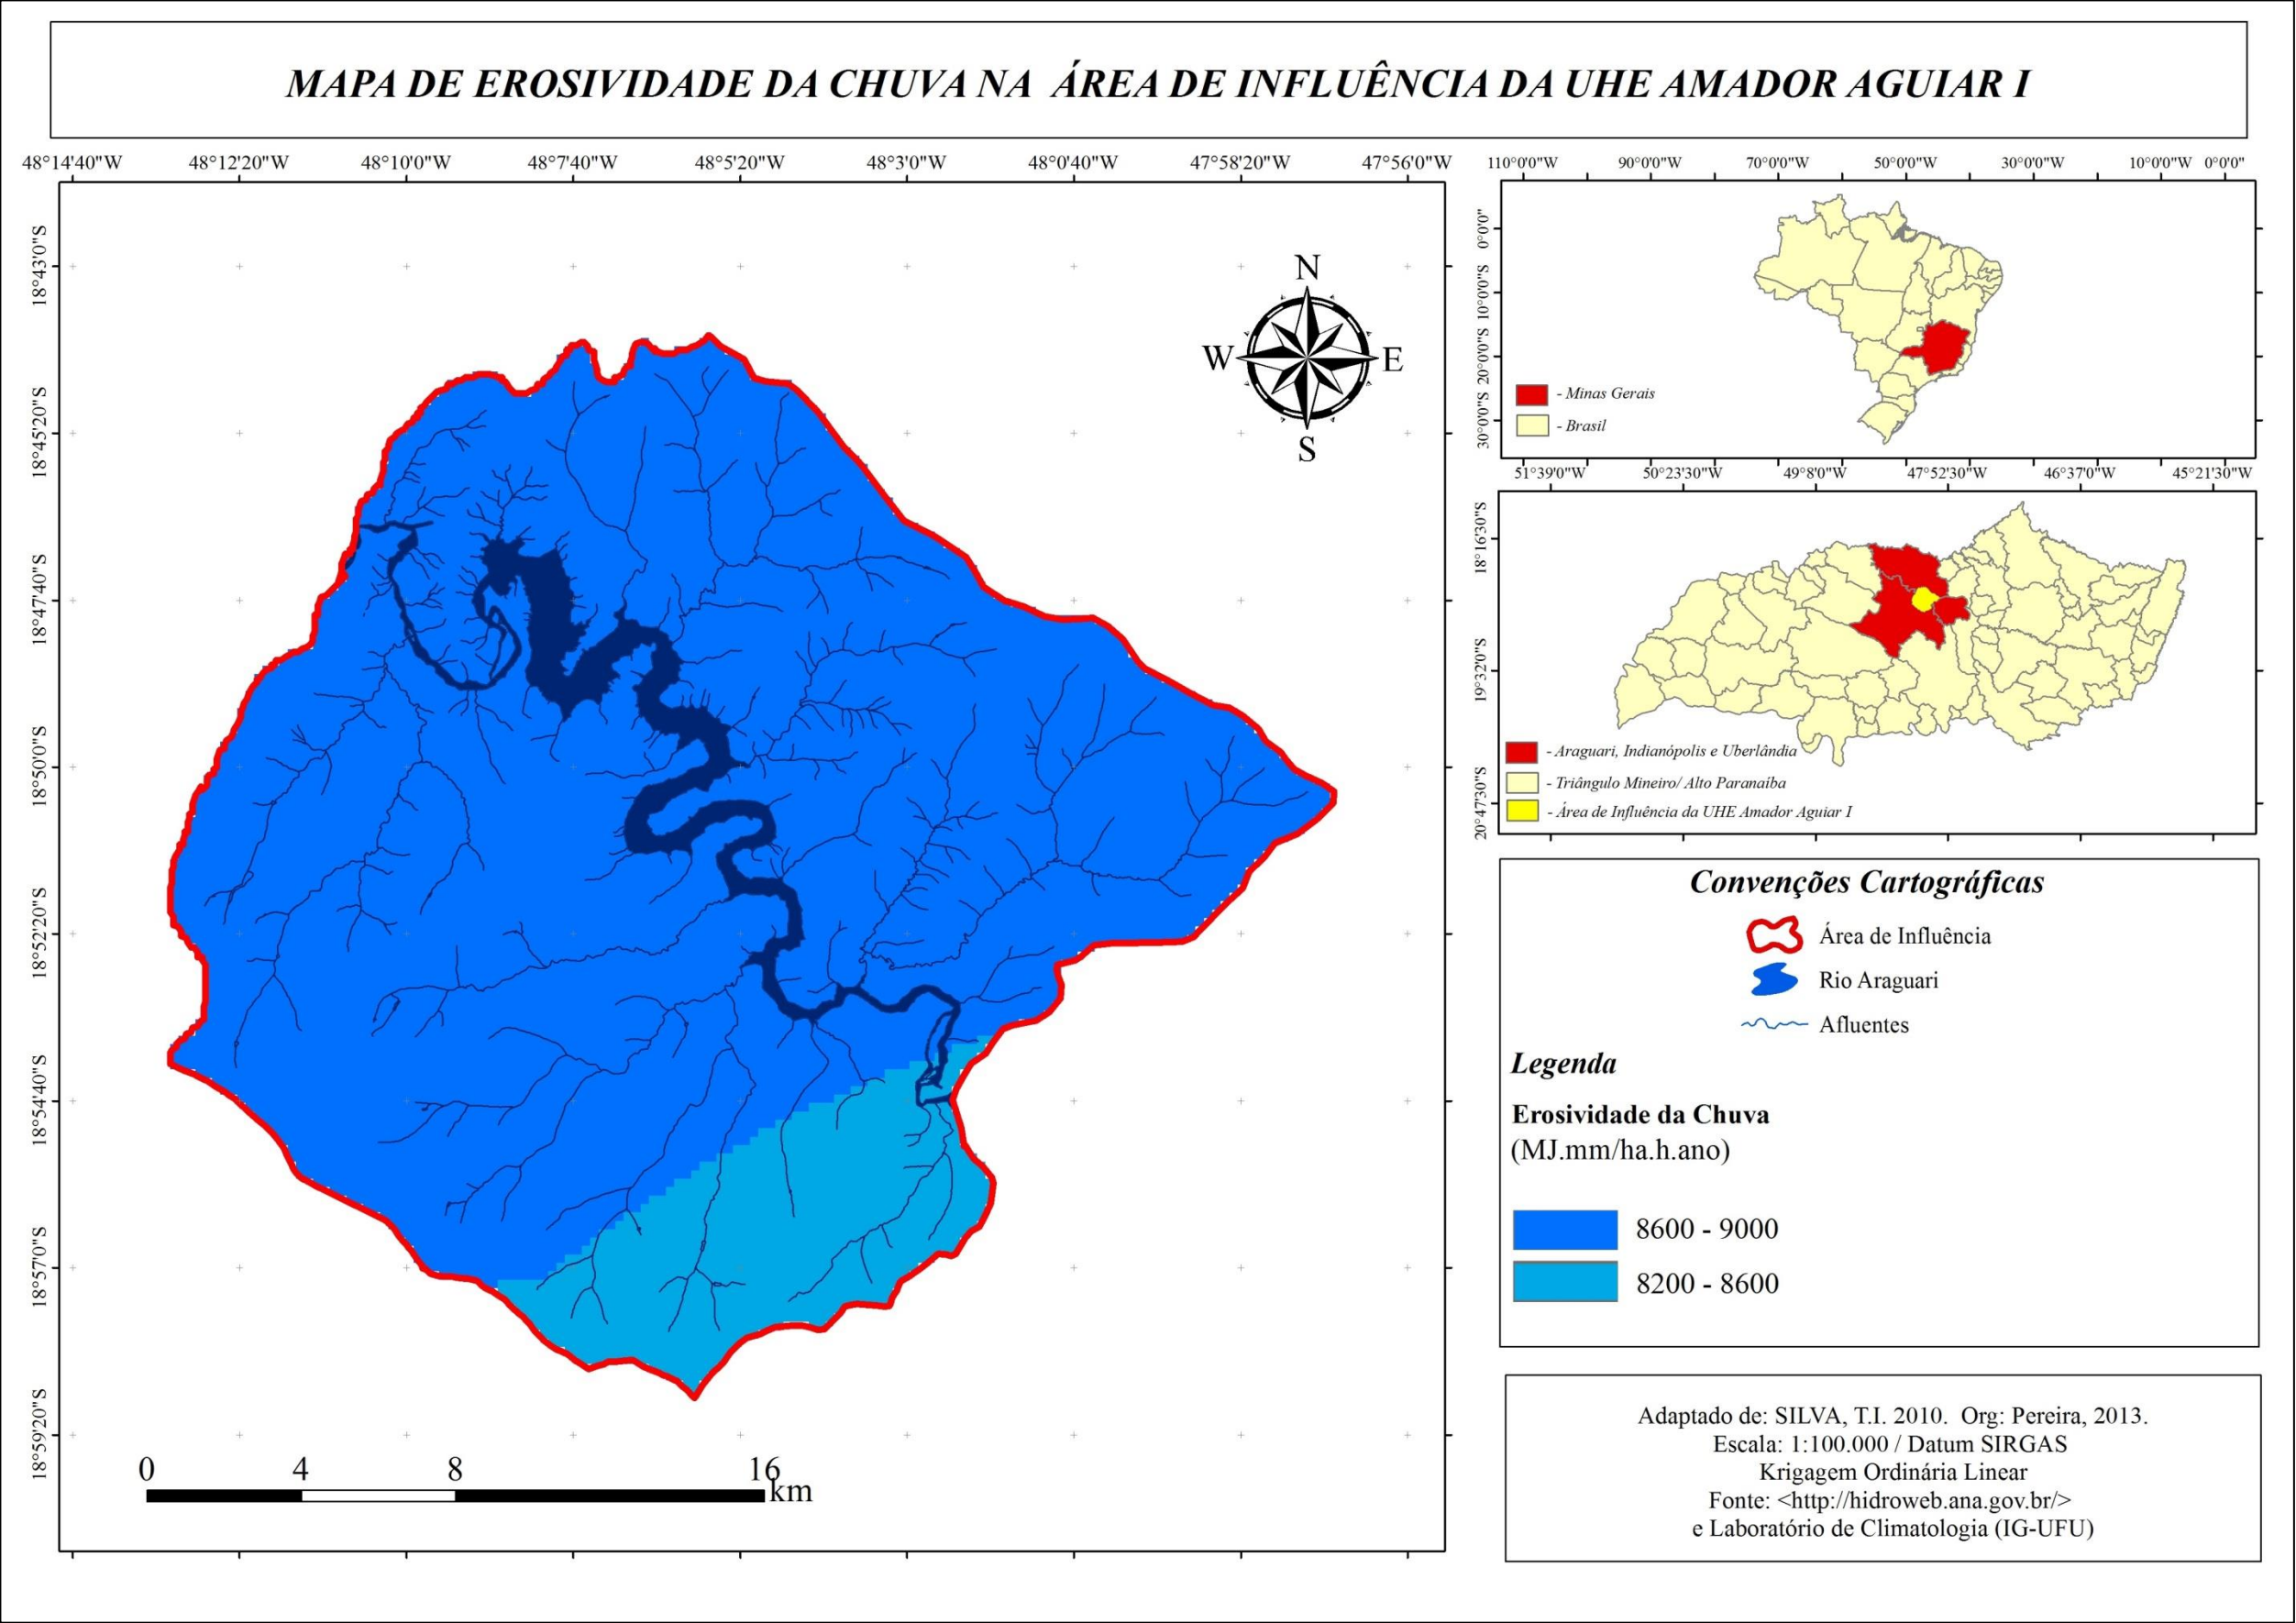 MAPA DE EROSIVIDADE DA CHUVA NA ÁREA DE INFLUÊNCIA DA UHE AMADOR AGUIAR I
48°14'40"W 48°12'20"W 48°10'0"W 48°7'40"W 48°5'20"W 48°3'0"W 48°0'40"W 47°58'20"W 47°56'0"W
18°43'0"S
18°45'20"S
18°47'40"S
18°50'0"S
18°52'20"S
18°54'40"S
18°57'0"S
18°59'20"S
N
W E
S
0 4 8 16
km
110°0'0"W 90°0'0"W 70°0'0"W 50°0'0"W 30°0'0"W 10°0'0"W 0°0'0"
0°0'0"
10°0'0"S
20°0'0"S
30°0'0"S
- Minas Gerais
- Brasil
51°39'0"W 50°23'30"W 49°8'0"W 47°52'30"W 46°37'0"W 45°21'30"W
18°16'30"S
19°32'0"S
20°47'30"S
- Araguari, Indianópolis e Uberlândia
- Triângulo Mineiro/ Alto Paranaíba
- Área de Influência da UHE Amador Aguiar I
Convenções Cartográficas
Área de Influência
Rio Araguari
Afluentes
Legenda
Erosividade da Chuva
(MJ.mm/ha.h.ano)
8600 - 9000
8200 - 8600
Adaptado de: SILVA, T.I. 2010. Org: Pereira, 2013.
Escala: 1:100.000 / Datum SIRGAS
Krigagem Ordinária Linear
Fonte: <http://hidroweb.ana.gov.br/>
e Laboratório de Climatologia (IG-UFU)